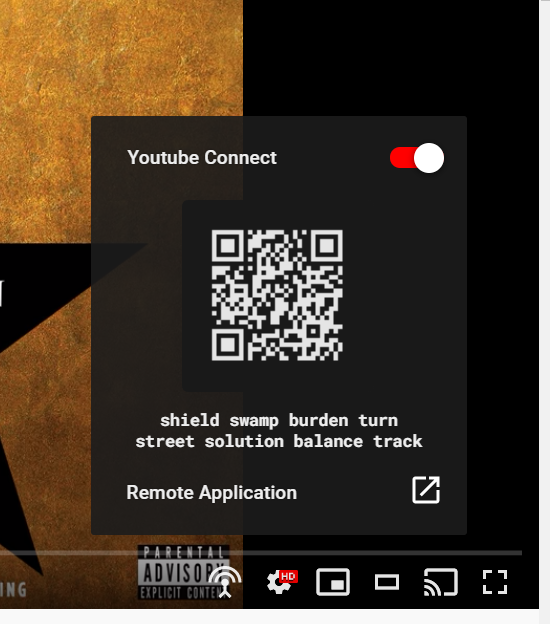 Youtube Connect
shield swamp burden turn
street solution balance track
Remote Application
ING
PARENTAL
ADVISORY
EXPLICIT CONTENT
HD